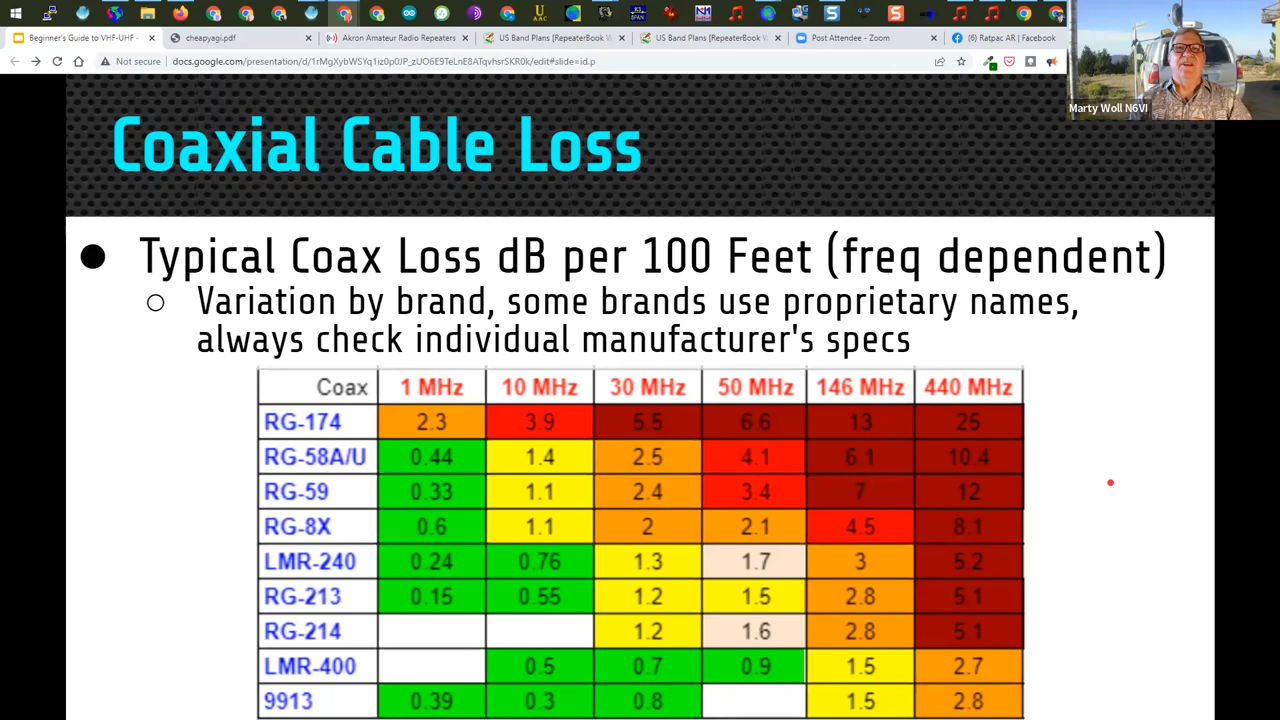 UAC
BPAN
NM
S
S
Beginner's Guide to VHF-UHF -
cheapyagi.pdf
Akron Amateur Radio Repeaters
US Band Plans [RepeaterBook W
US Band Plans [RepeaterBook W
Post Attendee - Zoom
(6) Ratpac AR | Facebook
Not secure
Marty Woll N6VI
Coaxial Cable Loss
● Typical Coax Loss dB per 100 Feet (freq dependent)
○ Variation by brand, some brands use proprietary names,
always check individual manufacturer's specs
Coax 1 MHz 10 MHz 30 MHz 50 MHz 146 MHz 440 MHz
RG-174 2.3 3.9 5.5 6.6 13 25
RG-58A/U 0.44 1.4 2.5 4.1 6.1 10.4
RG-59 0.33 1.1 2.4 3.4 7 12
RG-8X 0.6 1.1 2 2.1 4.5 8.1
LMR-240 0.24 0.76 1.3 1.7 3 5.2
RG-213 0.15 0.55 1.2 1.5 2.8 5.1
RG-214 1.2 1.6 2.8 5.1
LMR-400 0.5 0.7 0.9 1.5 2.7
9913 0.39 0.3 0.8 1.5 2.8